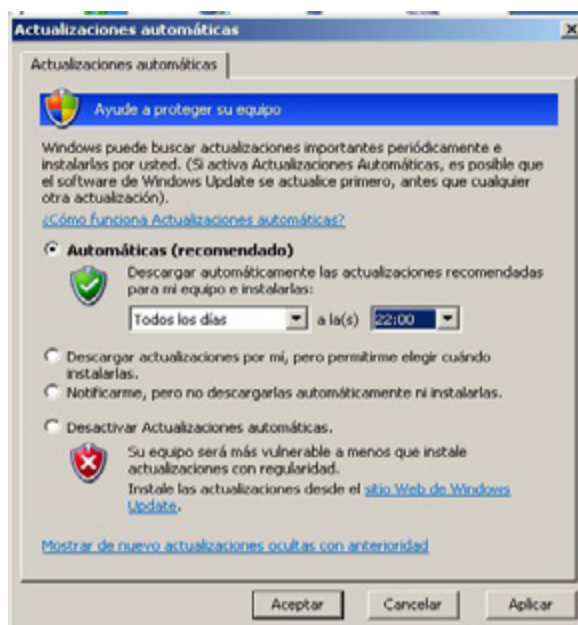 Actualizaciones automáticas
Actualizaciones automáticas
Ayude a proteger su equipo
Windows puede buscar actualizaciones importantes periódicamente e
instalarlas por usted. (Si activa Actualizaciones Automáticas, es posible que
el software de Windows Update se actualice primero, antes que cualquier
otra actualización).
¿Cómo funciona Actualizaciones automáticas?
Automáticas (recomendado)
Descargar automáticamente las actualizaciones recomendadas
para mi equipo e instalarlas:
Todos los días a la(s) 22:00
Descargar actualizaciones por mí, pero permitirme elegir cuándo
instalarlas.
Notificarme, pero no descargarlas automáticamente ni instalarlas.
Desactivar Actualizaciones automáticas.
Su equipo será más vulnerable a menos que instale
actualizaciones con regularidad.
Instale las actualizaciones desde el sitio Web de Windows
Update.
Mostrar de nuevo actualizaciones ocultas con anterioridad
Aceptar Cancelar Aplicar